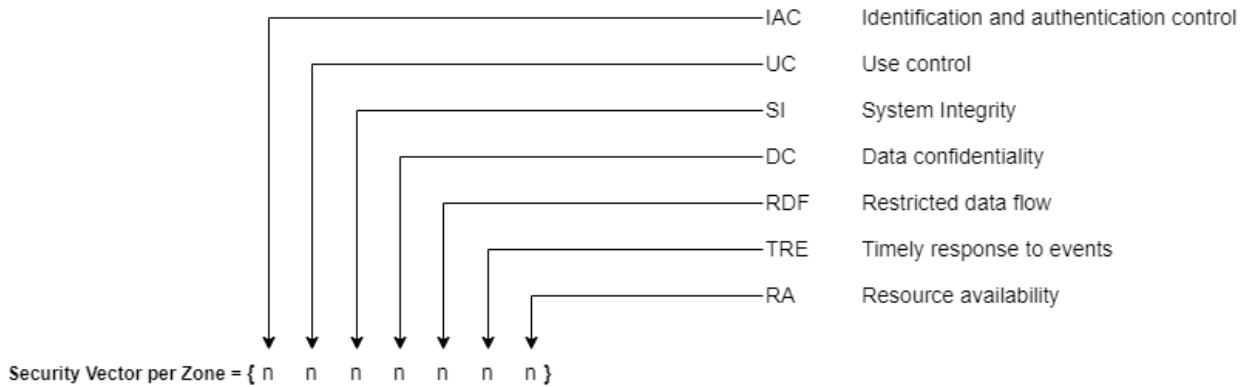 IAC Identification and authentication control
UC Use control
SI System Integrity
DC Data confidentiality
RDF Restricted data flow
TRE Timely response to events
RA Resource availability
Security Vector per Zone = { n n n n n n n }